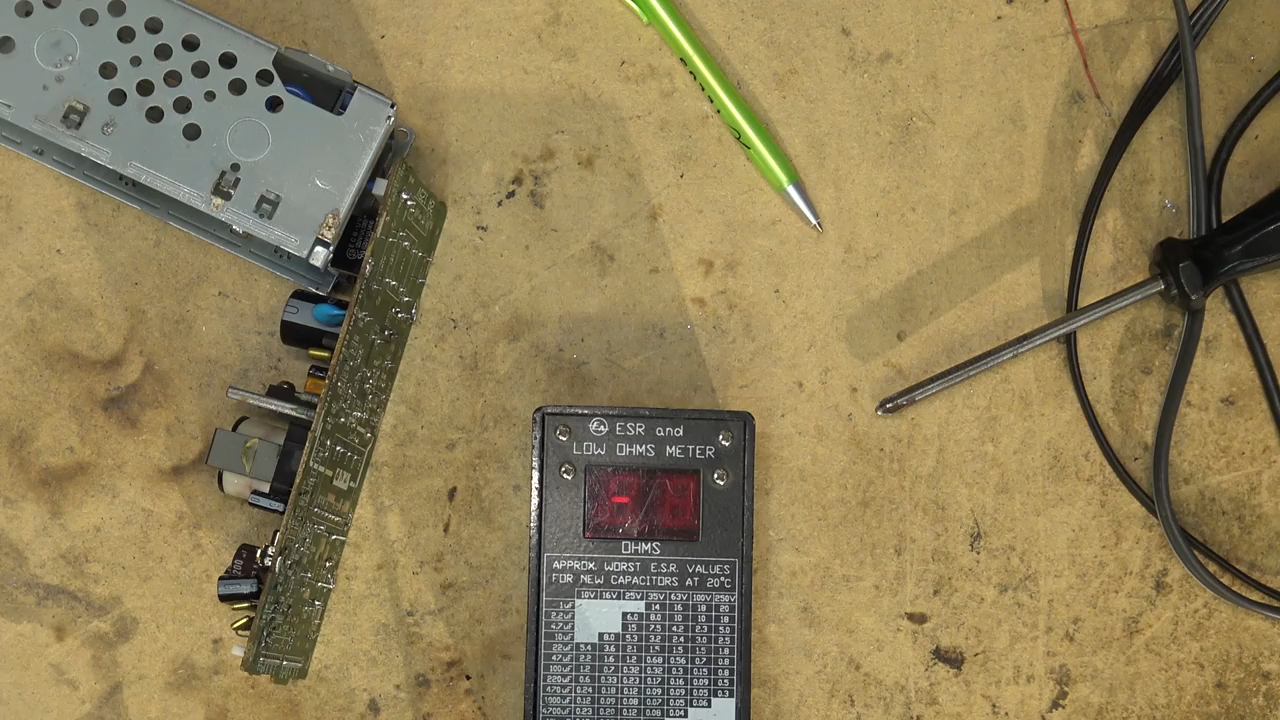 ESR and
LOW OHMS METER
OHMS
APPROX. WORST E.S.R. VALUES
FOR NEW CAPACITORS AT 20°C
10V 16V 25V 35V 63V 100V 250V
1uF 14 16 18 20
2.2uF 6.0 8.0 10 10 18
4.7uF 15 7.5 4.2 2.3 5.0
10uF 8.0 5.3 3.2 2.4 3.0 2.5
22uF 5.4 3.6 2.1 1.5 1.5 1.5 1.8
47uF 2.2 1.6 1.2 0.68 0.56 0.7 0.8
100uF 1.2 0.7 0.32 0.32 0.3 0.15 0.8
220uF 0.6 0.33 0.23 0.17 0.16 0.09 0.5
470uF 0.24 0.18 0.12 0.09 0.09 0.05 0.3
1000uF 0.12 0.09 0.08 0.07 0.05 0.06
4700uF 0.23 0.20 0.12 0.08 0.04